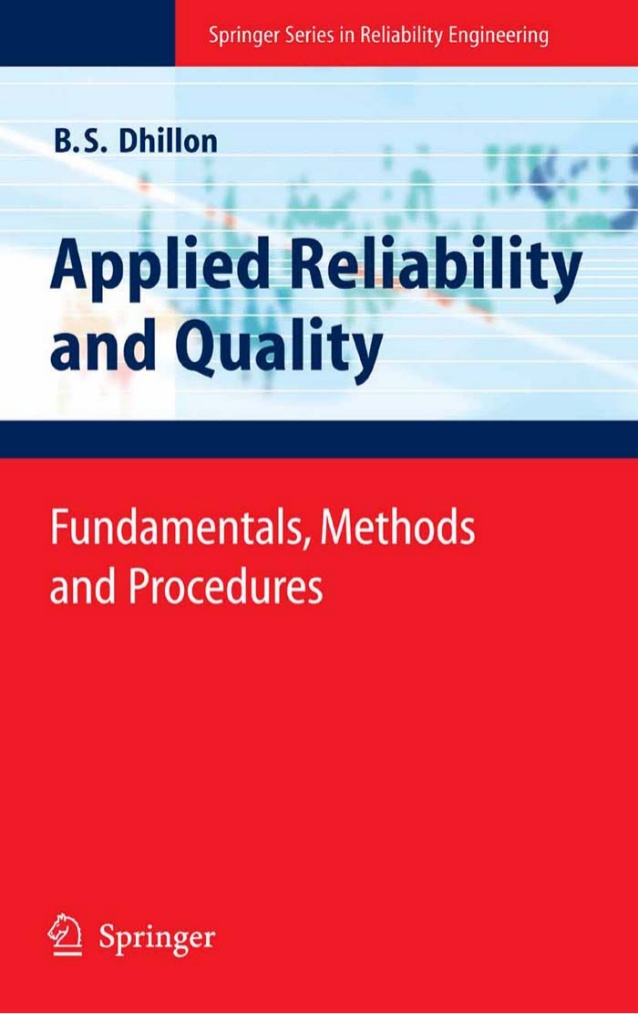 Springer Series in Reliability Engineering
B.S. Dhillon
Applied Reliability
and Quality
Fundamentals, Methods
and Procedures
Springer